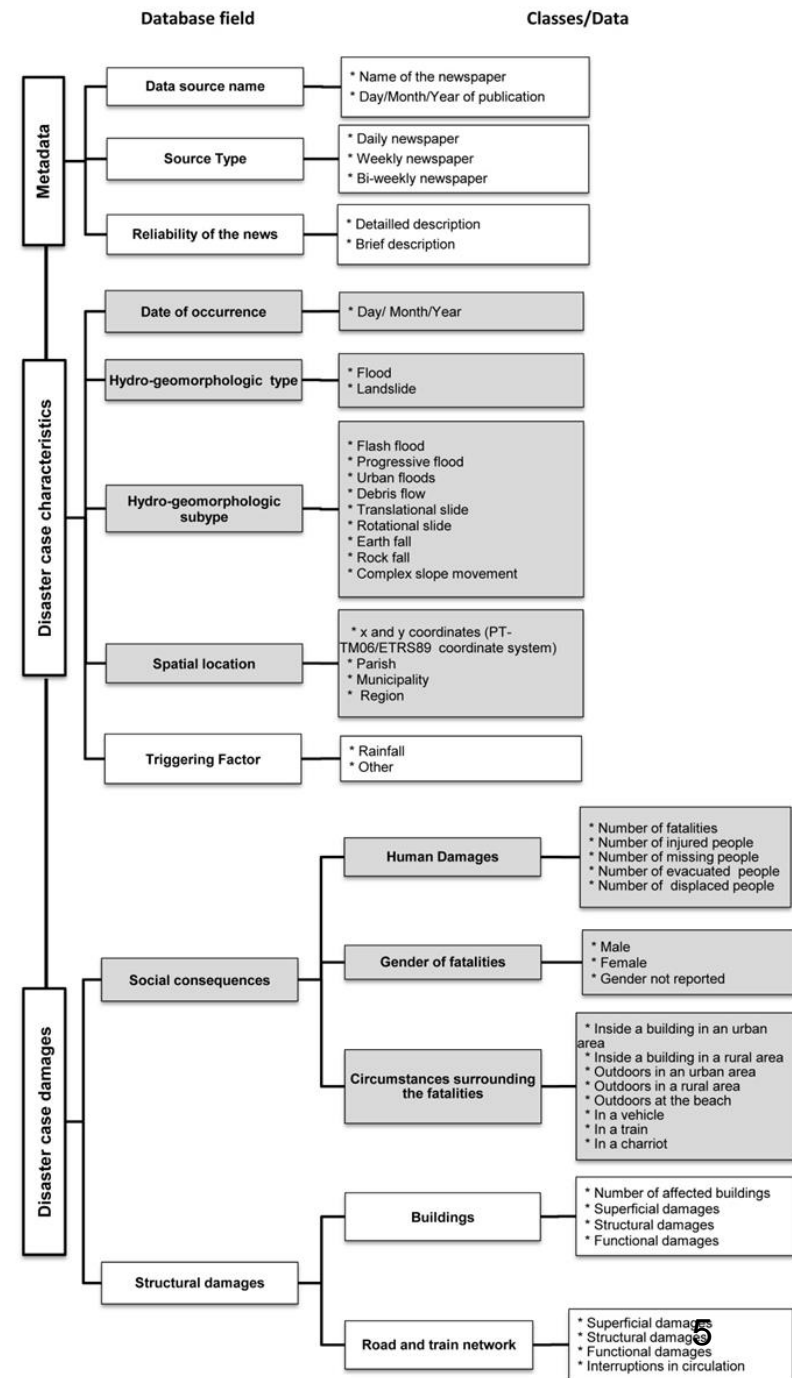 Database field
Classes/Data
Metadata
Data source name
* Name of the newspaper
* Day/Month/Year of publication
Source Type
* Daily newspaper
* Weekly newspaper
* Bi-weekly newspaper
Reliability of the news
* Detailled description
* Brief description
Disaster case characteristics
Date of occurrence
* Day/ Month/Year
Hydro-geomorphologic type
* Flood
* Landslide
Hydro-geomorphologic
subype
* Flash flood
* Progressive flood
* Urban floods
* Debris flow
* Translational slide
* Rotational slide
* Earth fall
* Rock fall
* Complex slope movement
Spatial location
* x and y coordinates (PT-
TM06/ETRS89 coordinate system)
* Parish
* Municipality
* Region
Triggering Factor
* Rainfall
* Other
Disaster case damages
Social consequences
Human Damages
* Number of fatalities
* Number of injured people
* Number of missing people
* Number of evacuated people
* Number of displaced people
Gender of fatalities
* Male
* Female
* Gender not reported
Circumstances surrounding
the fatalities
* Inside a building in an urban
area
* Inside a building in a rural area
* Outdoors in an urban area
* Outdoors in a rural area
* Outdoors at the beach
* In a vehicle
* In a train
* In a charriot
Structural damages
Buildings
* Number of affected buildings
* Superficial damages
* Structural damages
* Functional damages
Road and train network
* Superficial damages
* Structural damages
* Functional damages
* Interruptions in circulation
5